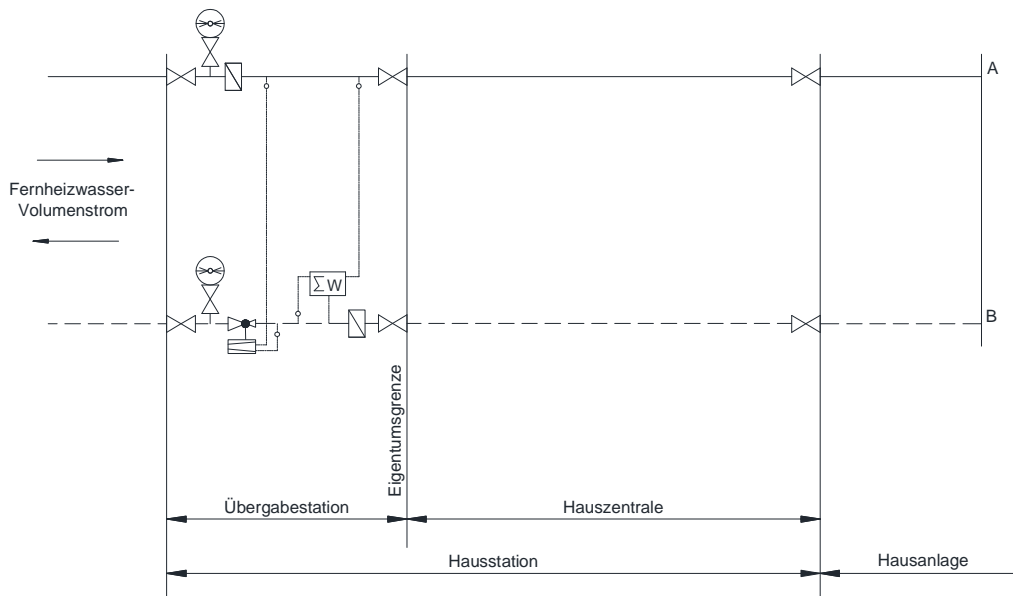 A
Fernheizwasser-
Volumenstrom
ΣW
B
Eigentumsgrenze
Übergabestation
Hauszentrale
Hausstation
Hausanlage